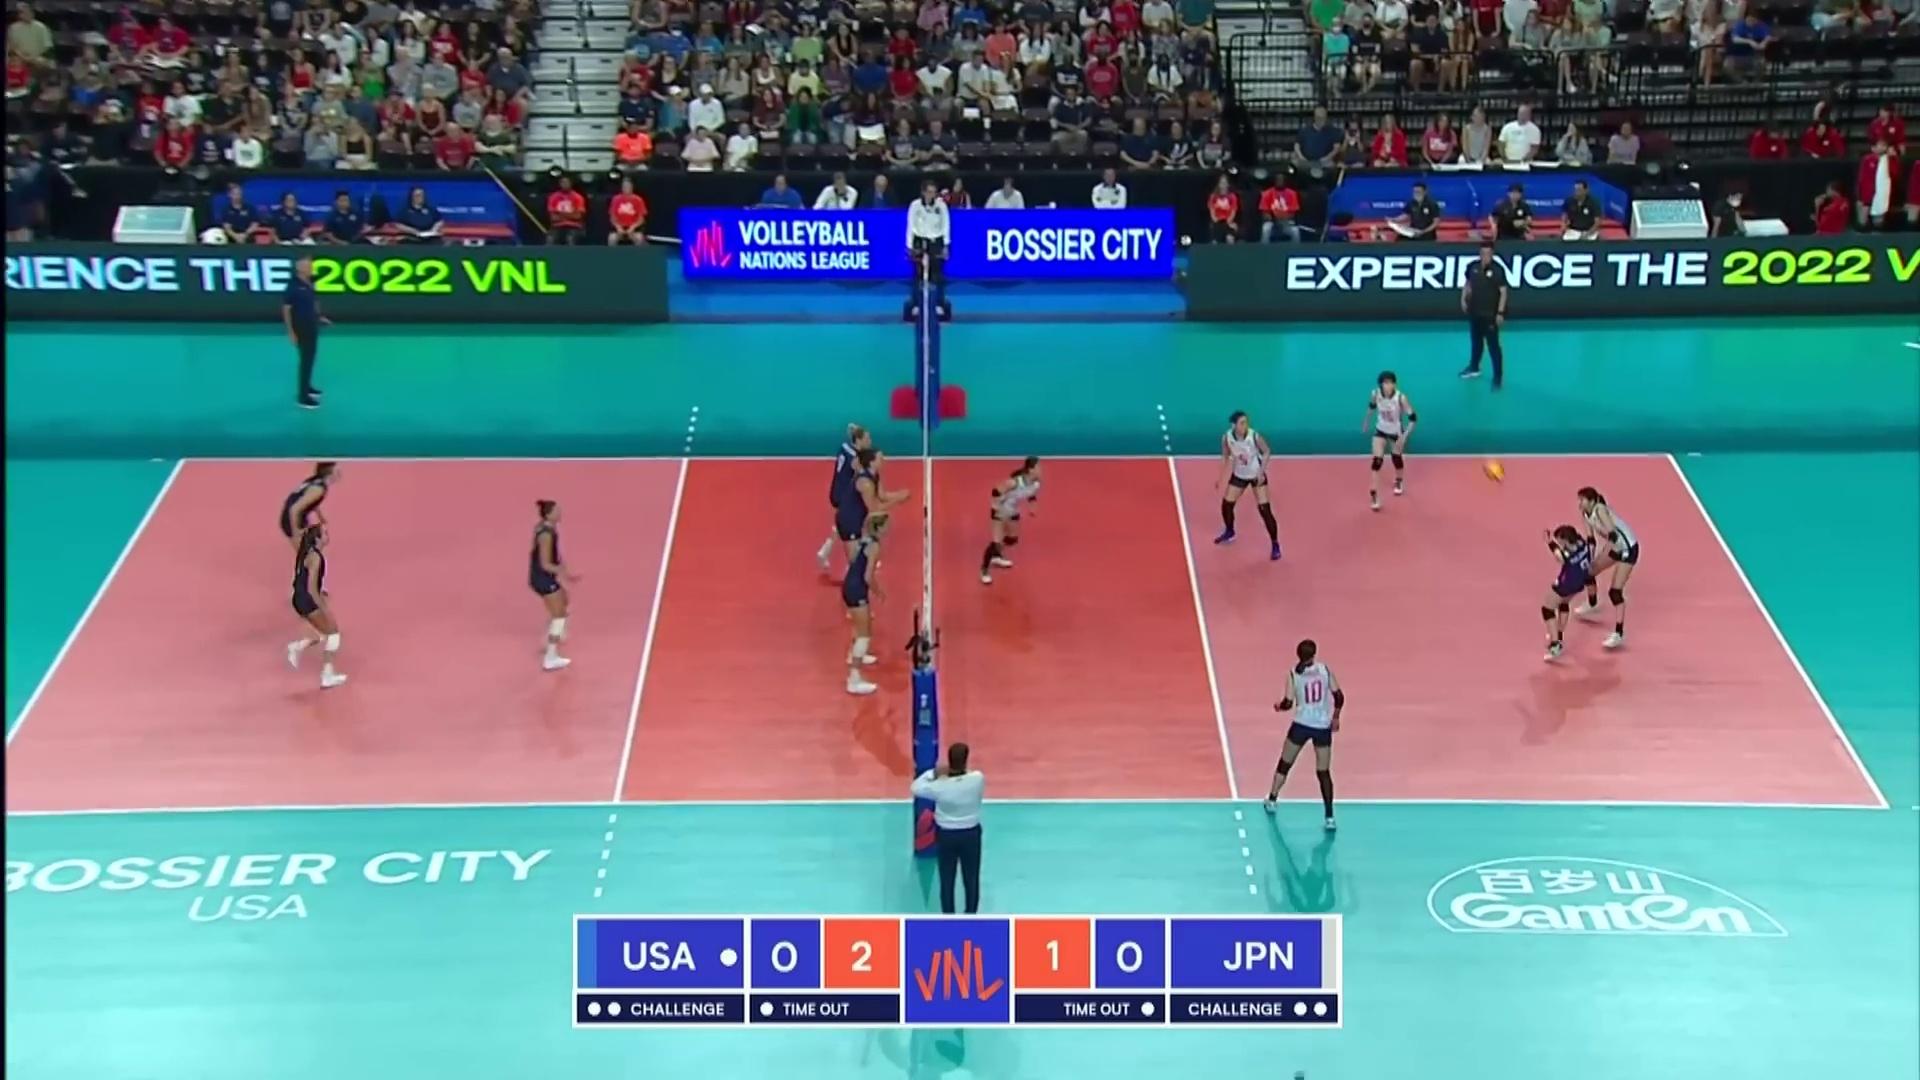 VNL VOLLEYBALL
NATIONS LEAGUE
BOSSIER CITY
RIENCE THE 2022 VNL
EXPERIENCE THE 2022 V
10
BOSSIER CITY
USA
百岁山
Ganten
USA 0 2 VNL 1 0 JPN
CHALLENGE TIME OUT TIME OUT CHALLENGE